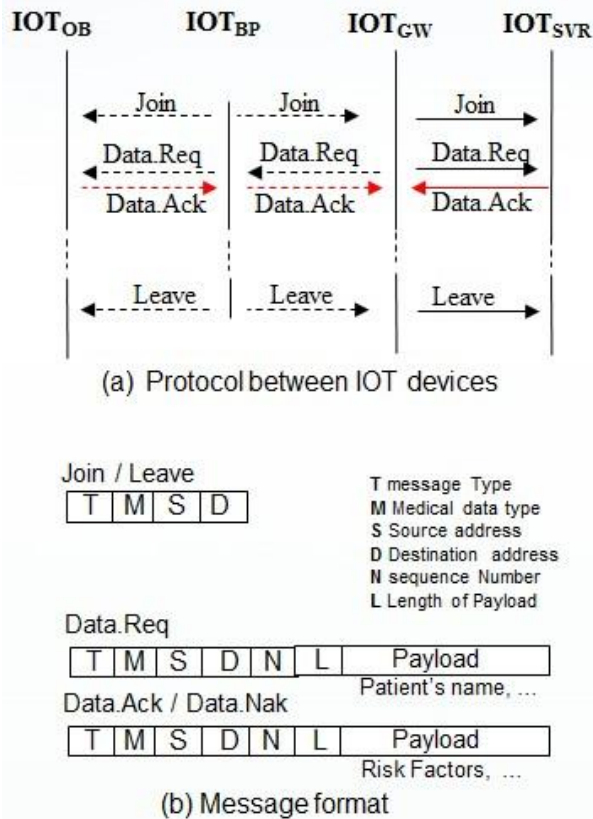 IOT_OB IOT_BP IOT_GW IOT_SVR
Join Join Join
Data.Req Data.Req Data.Req
Data.Ack Data.Ack Data.Ack
Leave Leave Leave
(a) Protocol between IOT devices
Join / Leave
T M S D
T message Type
M Medical data type
S Source address
D Destination address
N sequence Number
L Length of Payload
Data.Req
T M S D N L Payload
Patient's name, ...
Data.Ack / Data.Nak
T M S D N L Payload
Risk Factors, ...
(b) Message format